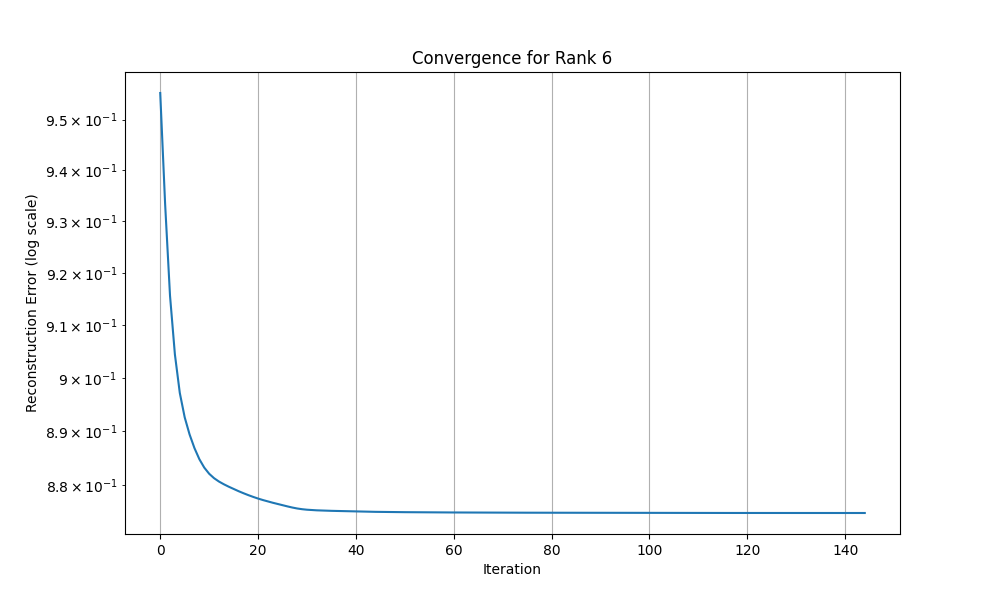 Convergence for Rank 6
Reconstruction Error (log scale)
9.5 × 10⁻¹
9.4 × 10⁻¹
9.3 × 10⁻¹
9.2 × 10⁻¹
9.1 × 10⁻¹
9 × 10⁻¹
8.9 × 10⁻¹
8.8 × 10⁻¹
0 20 40 60 80 100 120 140
Iteration